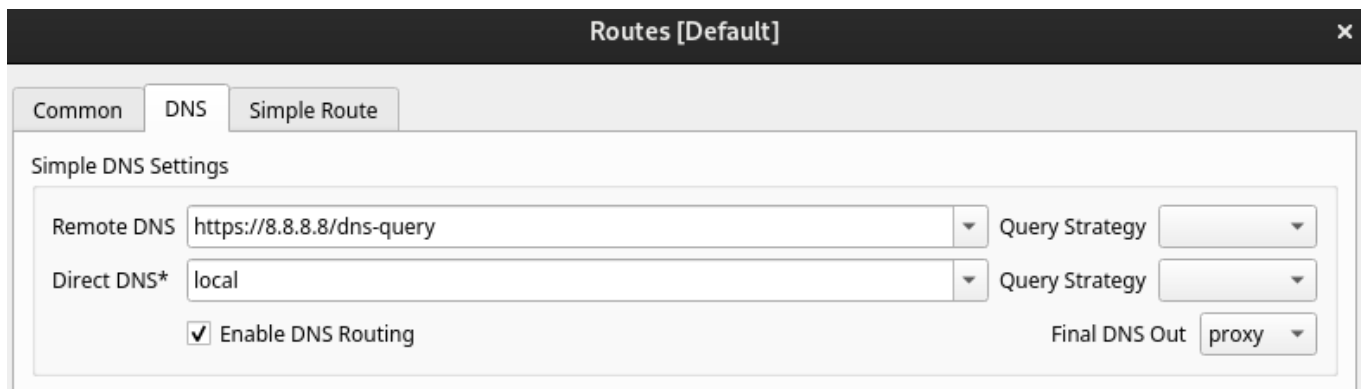 Routes [Default]
Common DNS Simple Route
Simple DNS Settings
Remote DNS https://8.8.8.8/dns-query Query Strategy
Direct DNS* local Query Strategy
Enable DNS Routing Final DNS Out proxy